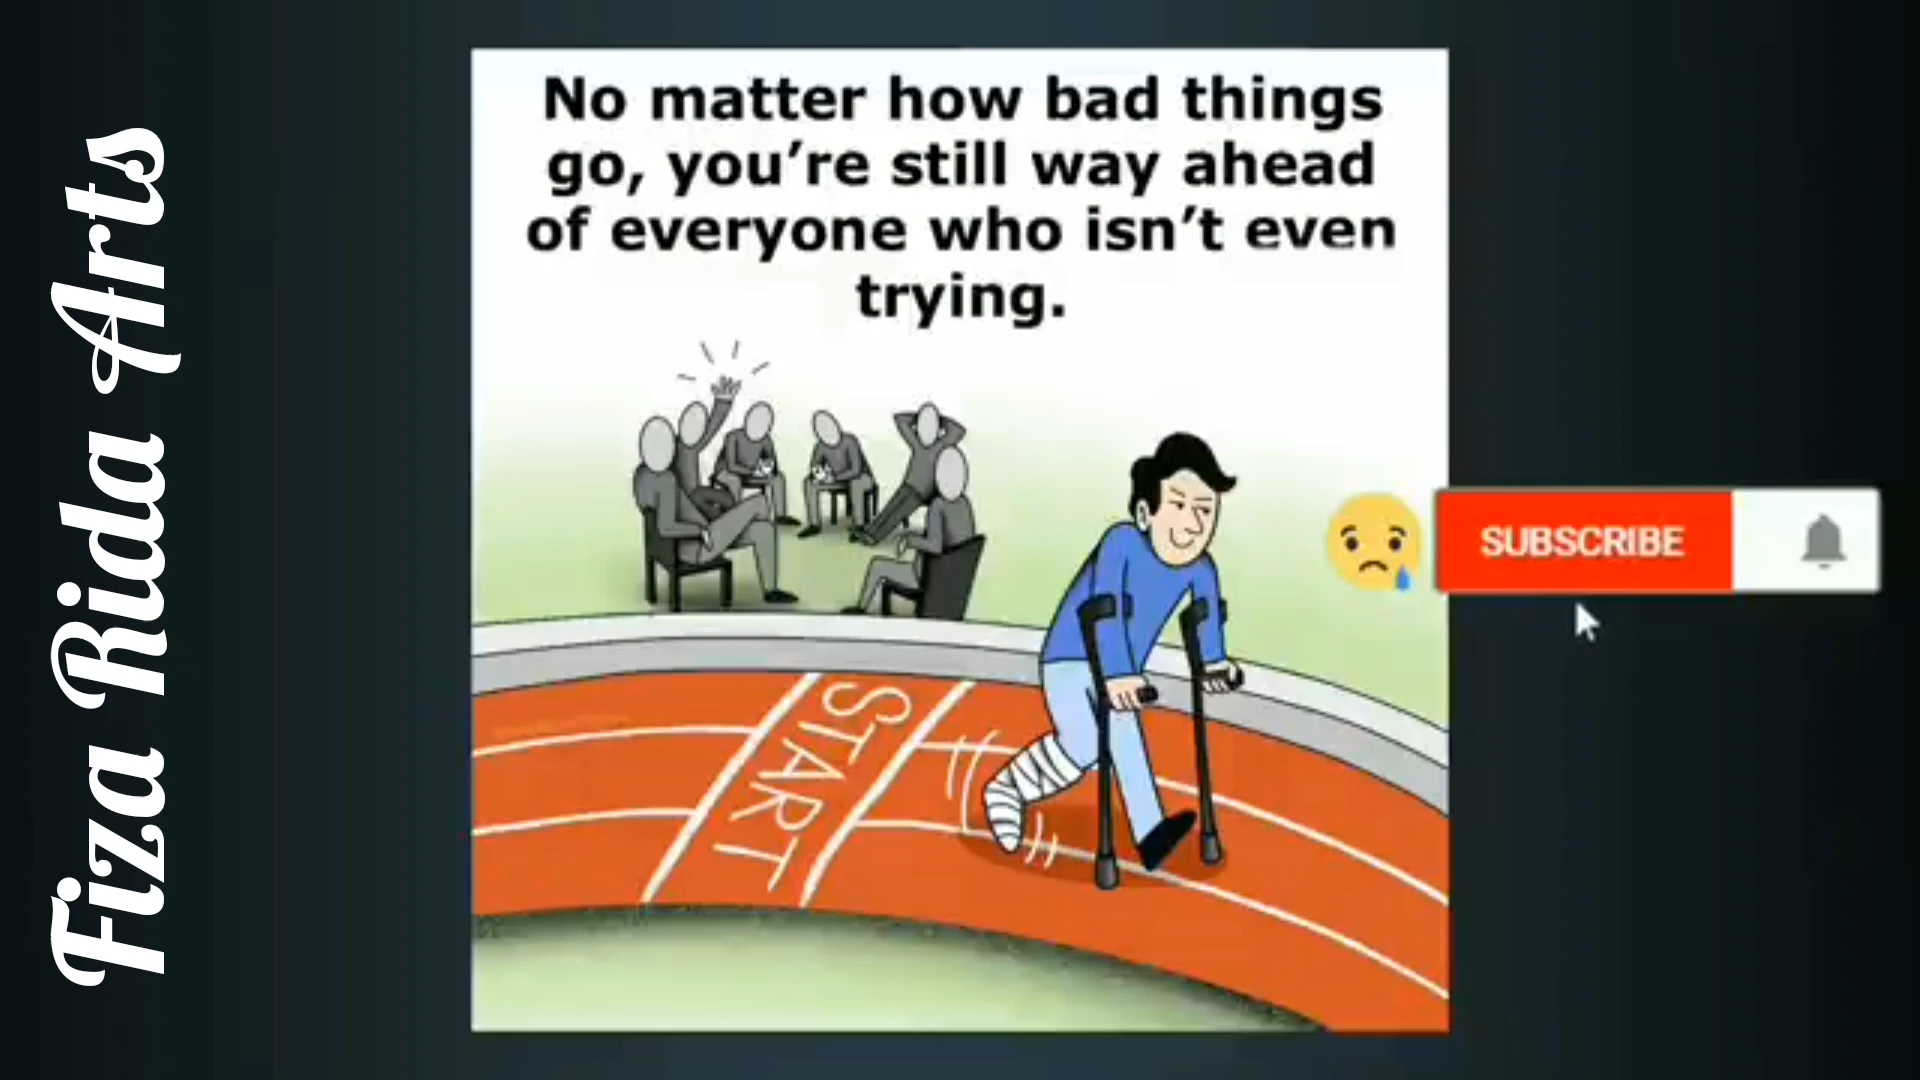 Fiza Rida Arts
No matter how bad things
go, you’re still way ahead
of everyone who isn’t even
trying.
START
SUBSCRIBE